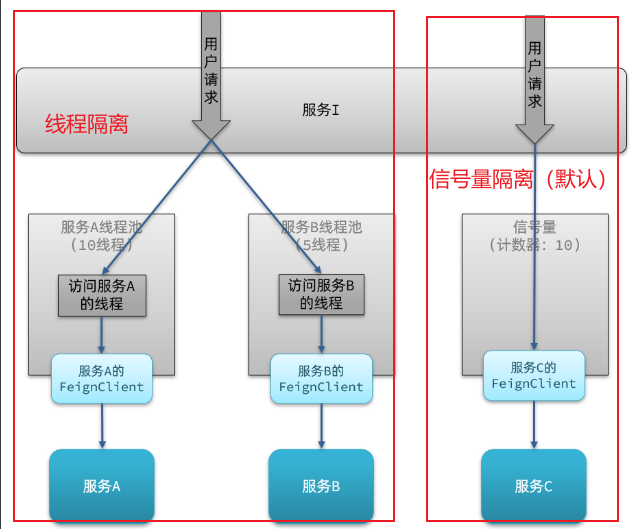 用户请求
用户请求
服务I
线程隔离
信号量隔离（默认）
服务A线程池
（10线程）
服务B线程池
（5线程）
信号量
（计数器：10）
访问服务A
的线程
访问服务B
的线程
服务A的
FeignClient
服务B的
FeignClient
服务C的
FeignClient
服务A
服务B
服务C